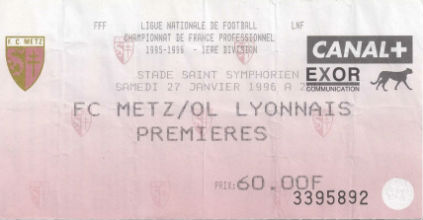 FFF LIGUE NATIONALE DE FOOTBALL LNF
CHAMPIONNAT DE FRANCE PROFESSIONNEL
1995-1996 - 1ERE DIVISION
F.C. METZ
CANAL+
EXOR
COMMUNICATION
STADE SAINT SYMPHORIEN
SAMEDI 27 JANVIER 1996 A
FC METZ/OL LYONNAIS
PREMIERES
PRIX: 60.00F
3395892